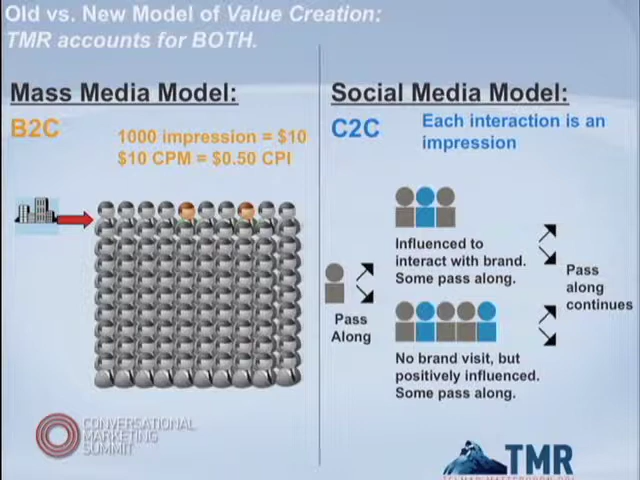 Old vs. New Model of Value Creation:
TMR accounts for BOTH.
Mass Media Model:
B2C
1000 impression = $10
$10 CPM = $0.50 CPI
Social Media Model:
C2C
Each interaction is an
impression
Influenced to
interact with brand.
Some pass along.
Pass
Along
Pass
along
continues
No brand visit, but
positively influenced.
Some pass along.
CONVERSATIONAL
MARKETING
SUMMIT
TMR